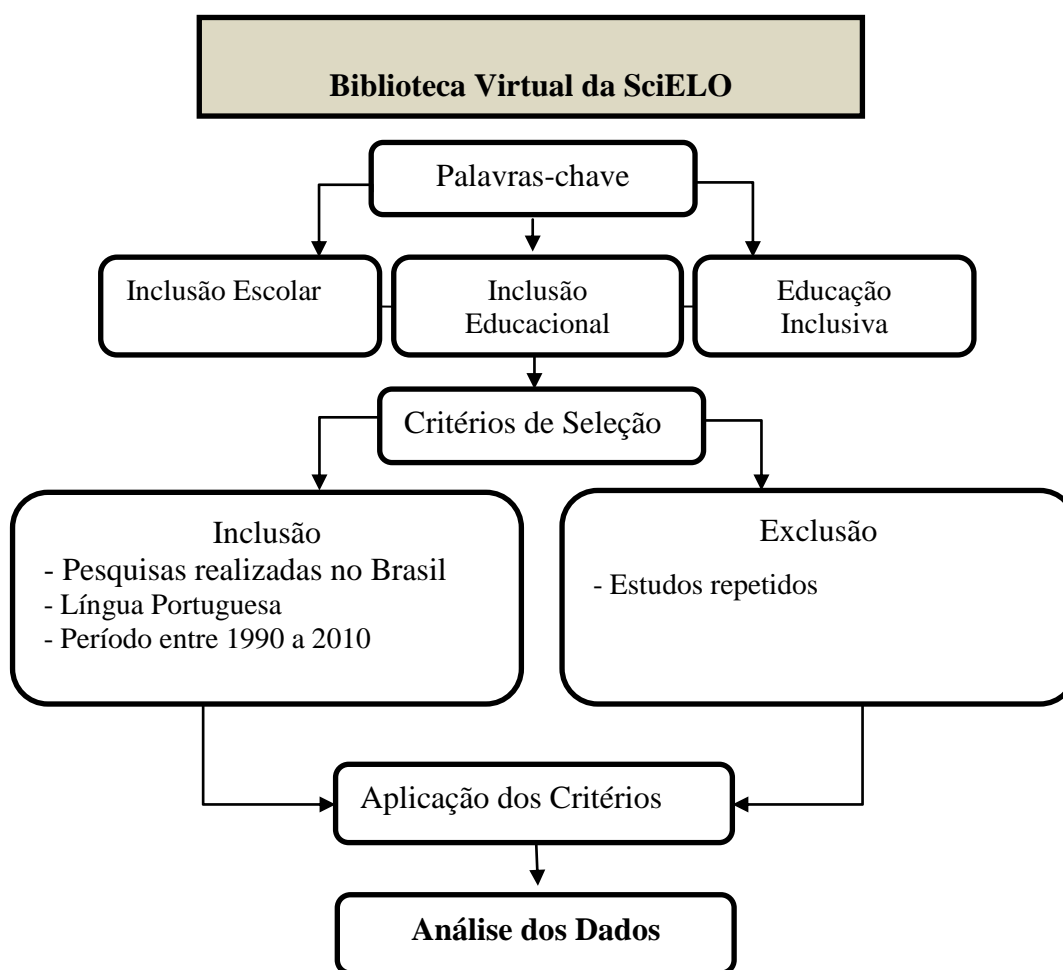 Biblioteca Virtual da SciELO
Palavras-chave
Inclusão Escolar
Inclusão
Educacional
Educação
Inclusiva
Critérios de Seleção
Inclusão
- Pesquisas realizadas no Brasil
- Língua Portuguesa
- Período entre 1990 a 2010
Exclusão
- Estudos repetidos
Aplicação dos Critérios
Análise dos Dados